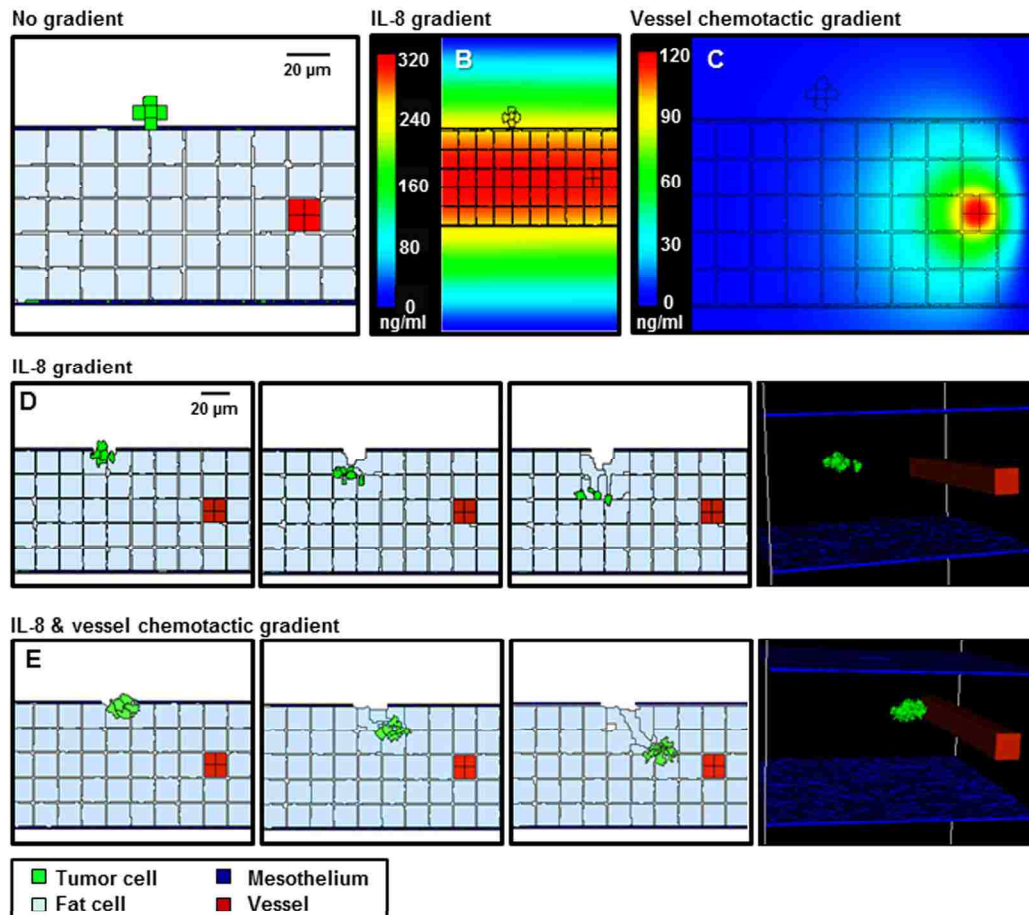 No gradient
IL-8 gradient
Vessel chemotactic gradient
20 µm
320
240
160
80
0
ng/ml
B
120
90
60
30
0
ng/ml
C
IL-8 gradient
D
20 µm
IL-8 & vessel chemotactic gradient
E
Tumor cell
Mesothelium
Fat cell
Vessel